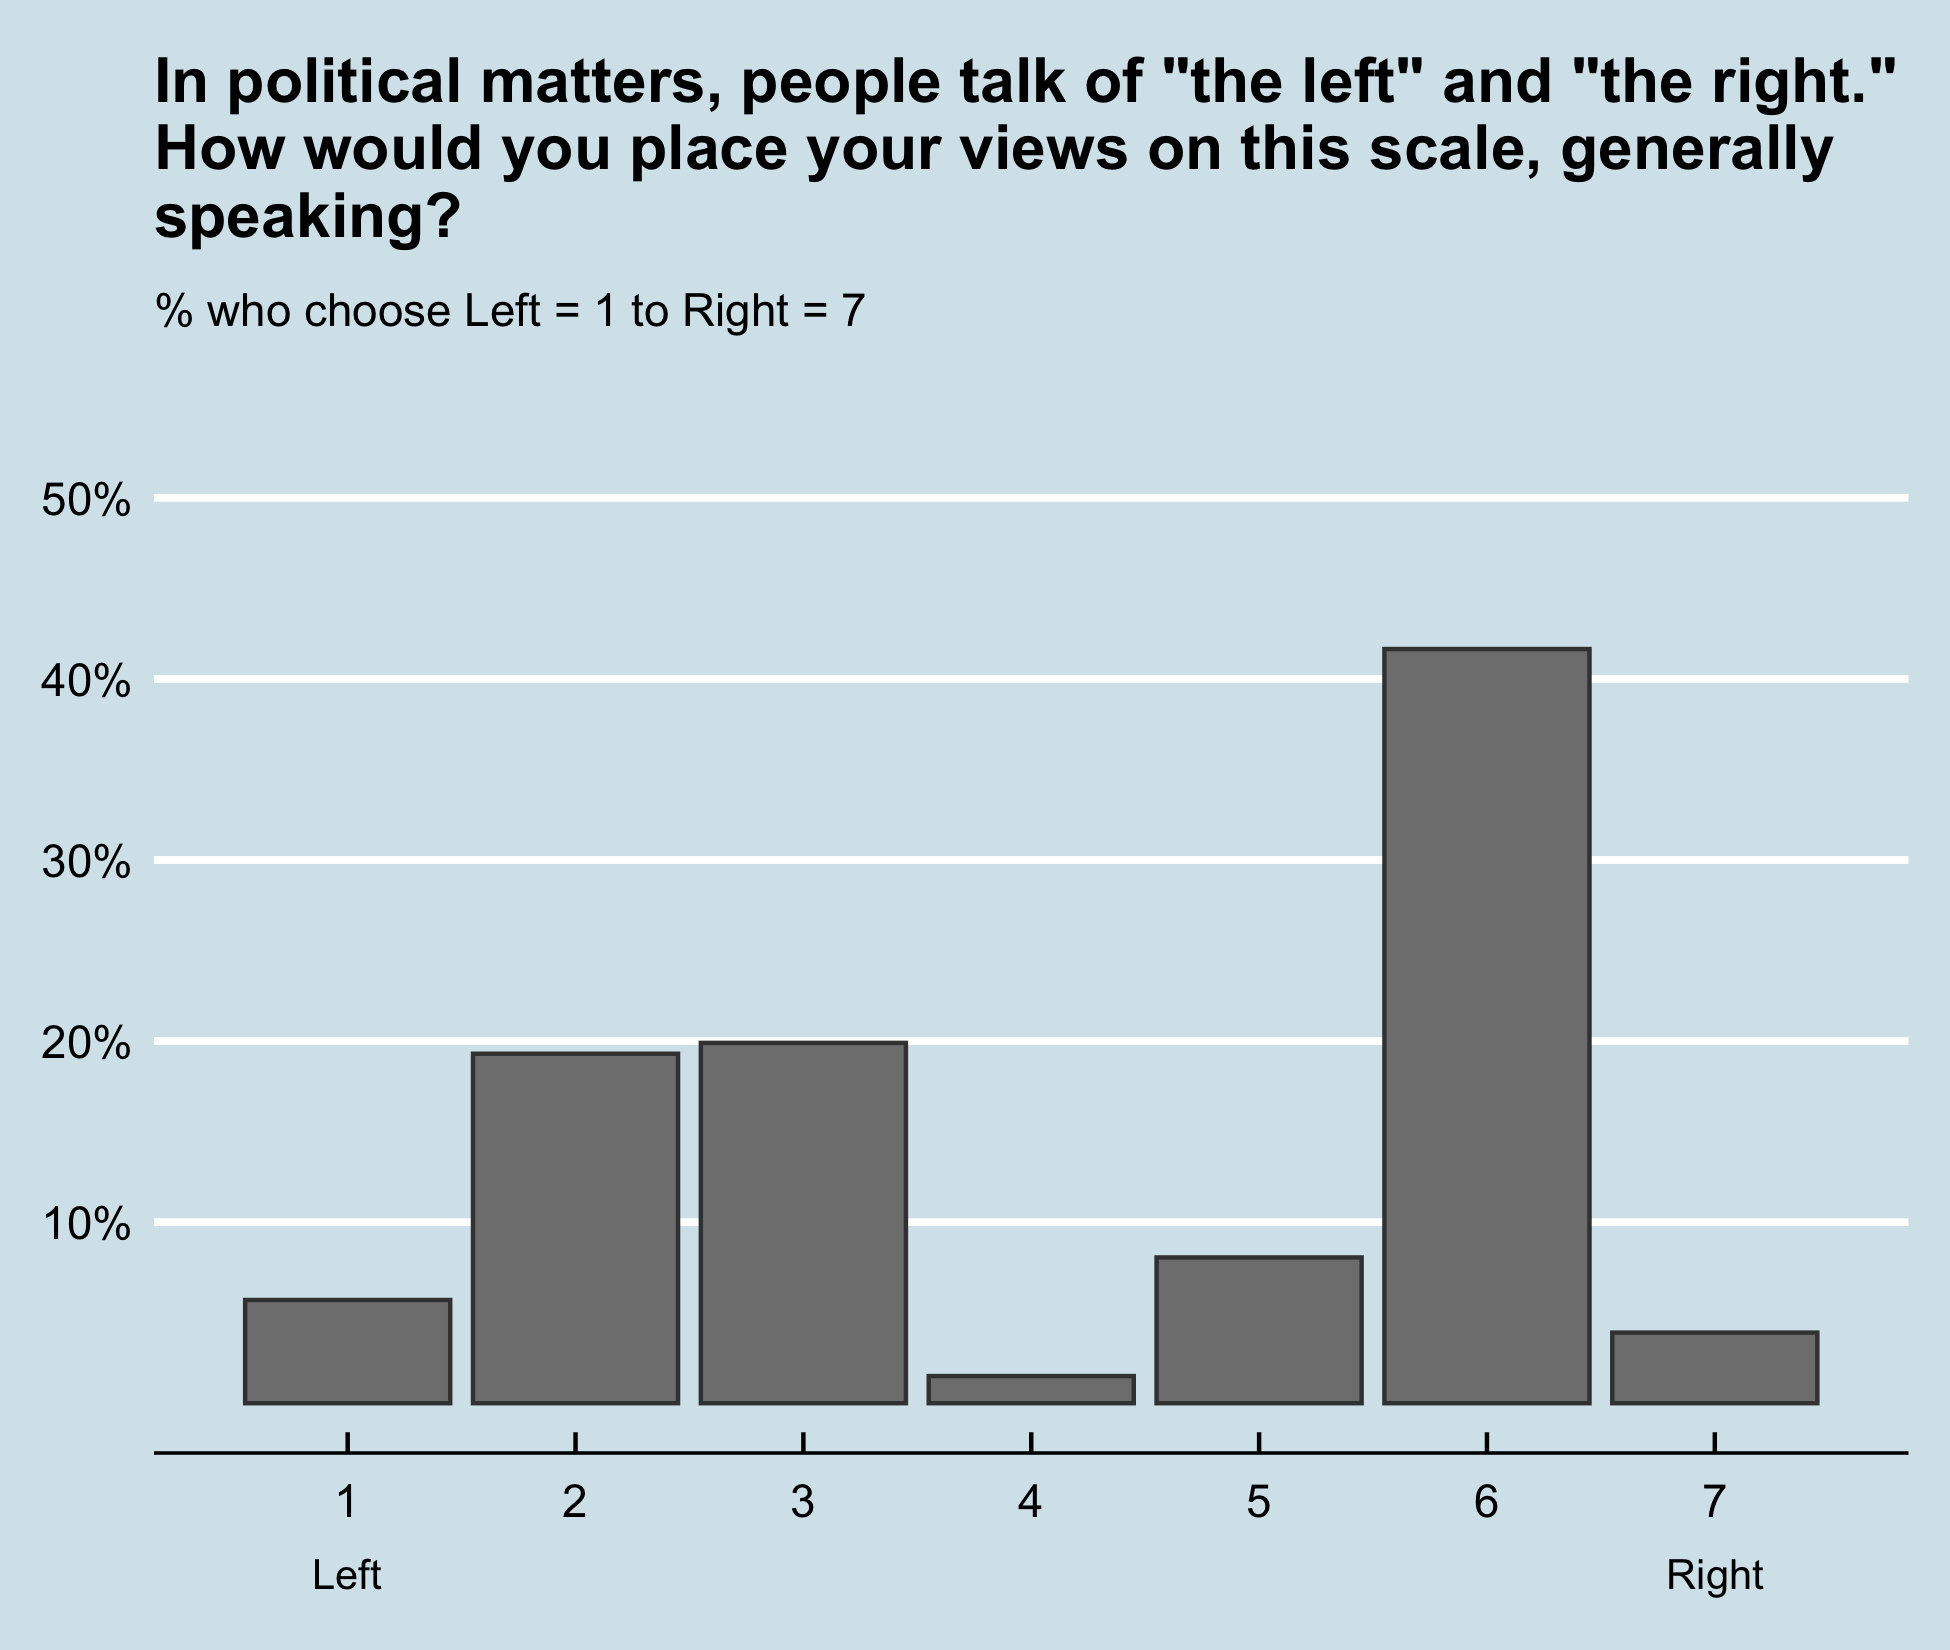 In political matters, people talk of "the left" and "the right."
How would you place your views on this scale, generally
speaking?
% who choose Left = 1 to Right = 7
50%
40%
30%
20%
10%
1 2 3 4 5 6 7
Left Right